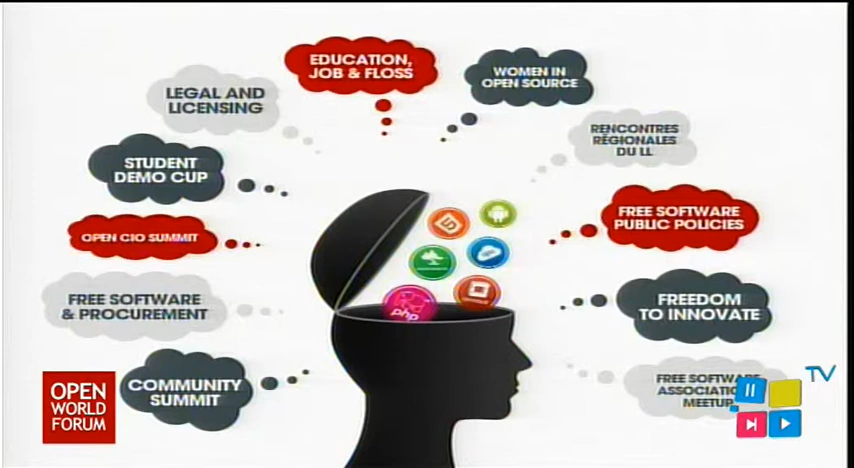 EDUCATION,
JOB & FLOSS
WOMEN IN
OPEN SOURCE
LEGAL AND
LICENSING
RENCONTRES
RÉGIONALES
DU LL
STUDENT
DEMO CUP
FREE SOFTWARE
PUBLIC POLICIES
OPEN CIO SUMMIT
FREE SOFTWARE
& PROCUREMENT
FREEDOM
TO INNOVATE
php
COMMUNITY
SUMMIT
FREE SOFTWARE
MEETUP
OPEN
WORLD
FORUM
TV